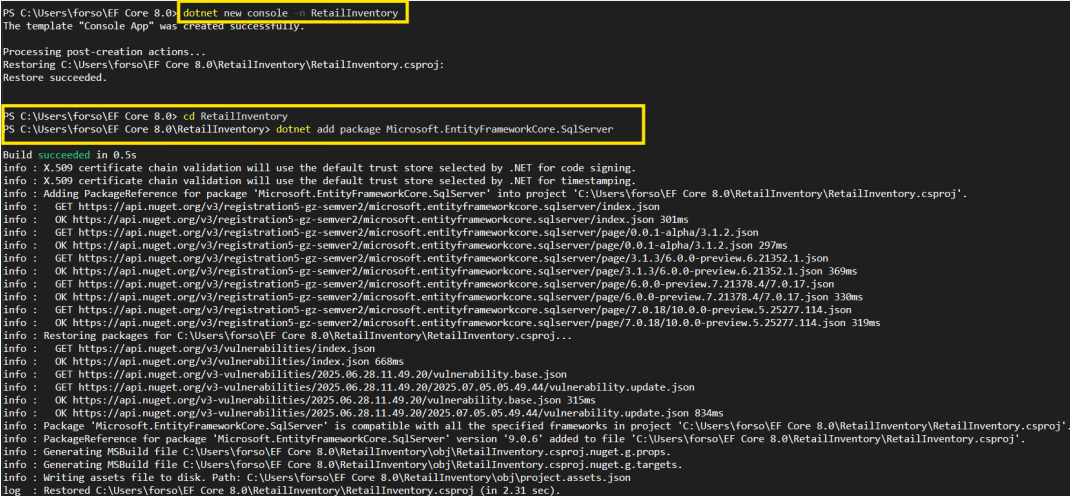 PS C:\Users\forso\EF Core 8.0> dotnet new console -n RetailInventory
The template "Console App" was created successfully.
Processing post-creation actions...
Restoring C:\Users\forso\EF Core 8.0\RetailInventory\RetailInventory.csproj:
Restore succeeded.
PS C:\Users\forso\EF Core 8.0> cd RetailInventory
PS C:\Users\forso\EF Core 8.0\RetailInventory> dotnet add package Microsoft.EntityFrameworkCore.SqlServer
Build succeeded in 0.5s
info : X.509 certificate chain validation will use the default trust store selected by .NET for code signing.
info : X.509 certificate chain validation will use the default trust store selected by .NET for timestamping.
info : Adding PackageReference for package 'Microsoft.EntityFrameworkCore.SqlServer' into project 'C:\Users\forso\EF Core 8.0\RetailInventory\RetailInventory.csproj'.
info :   GET https://api.nuget.org/v3/registration5-gz-semver2/microsoft.entityframeworkcore.sqlserver/index.json
info :   OK https://api.nuget.org/v3/registration5-gz-semver2/microsoft.entityframeworkcore.sqlserver/index.json 301ms
info :   GET https://api.nuget.org/v3/registration5-gz-semver2/microsoft.entityframeworkcore.sqlserver/page/0.0.1-alpha/3.1.2.json
info :   OK https://api.nuget.org/v3/registration5-gz-semver2/microsoft.entityframeworkcore.sqlserver/page/0.0.1-alpha/3.1.2.json 297ms
info :   GET https://api.nuget.org/v3/registration5-gz-semver2/microsoft.entityframeworkcore.sqlserver/page/3.1.3/6.0.0-preview.6.21352.1.json
info :   OK https://api.nuget.org/v3/registration5-gz-semver2/microsoft.entityframeworkcore.sqlserver/page/3.1.3/6.0.0-preview.6.21352.1.json 369ms
info :   GET https://api.nuget.org/v3/registration5-gz-semver2/microsoft.entityframeworkcore.sqlserver/page/6.0.0-preview.7.21378.4/7.0.17.json
info :   OK https://api.nuget.org/v3/registration5-gz-semver2/microsoft.entityframeworkcore.sqlserver/page/6.0.0-preview.7.21378.4/7.0.17.json 330ms
info :   GET https://api.nuget.org/v3/registration5-gz-semver2/microsoft.entityframeworkcore.sqlserver/page/7.0.18/10.0.0-preview.5.25277.114.json
info :   OK https://api.nuget.org/v3/registration5-gz-semver2/microsoft.entityframeworkcore.sqlserver/page/7.0.18/10.0.0-preview.5.25277.114.json 319ms
info : Restoring packages for C:\Users\forso\EF Core 8.0\RetailInventory\RetailInventory.csproj...
info :   GET https://api.nuget.org/v3/vulnerabilities/index.json
info :   OK https://api.nuget.org/v3/vulnerabilities/index.json 668ms
info :   GET https://api.nuget.org/v3-vulnerabilities/2025.06.28.11.49.20/vulnerability.base.json
info :   GET https://api.nuget.org/v3-vulnerabilities/2025.06.28.11.49.20/2025.07.05.05.49.44/vulnerability.update.json
info :   OK https://api.nuget.org/v3-vulnerabilities/2025.06.28.11.49.20/vulnerability.base.json 315ms
info :   OK https://api.nuget.org/v3-vulnerabilities/2025.06.28.11.49.20/2025.07.05.05.49.44/vulnerability.update.json 834ms
info : Package 'Microsoft.EntityFrameworkCore.SqlServer' is compatible with all the specified frameworks in project 'C:\Users\forso\EF Core 8.0\RetailInventory\RetailInventory.csproj'.
info : PackageReference for package 'Microsoft.EntityFrameworkCore.SqlServer' version '9.0.6' added to file 'C:\Users\forso\EF Core 8.0\RetailInventory\RetailInventory.csproj'.
info : Generating MSBuild file C:\Users\forso\EF Core 8.0\RetailInventory\obj\RetailInventory.csproj.nuget.g.props.
info : Generating MSBuild file C:\Users\forso\EF Core 8.0\RetailInventory\obj\RetailInventory.csproj.nuget.g.targets.
info : Writing assets file to disk. Path: C:\Users\forso\EF Core 8.0\RetailInventory\obj\project.assets.json
log  : Restored C:\Users\forso\EF Core 8.0\RetailInventory\RetailInventory.csproj (in 2.31 sec).